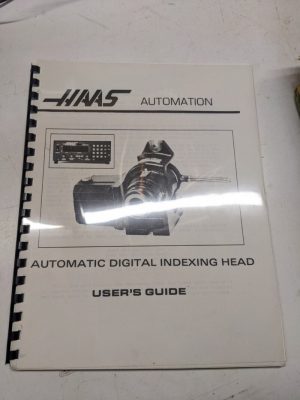 HAAS AUTOMATION
AUTOMATIC DIGITAL INDEXING HEAD
USER'S GUIDE